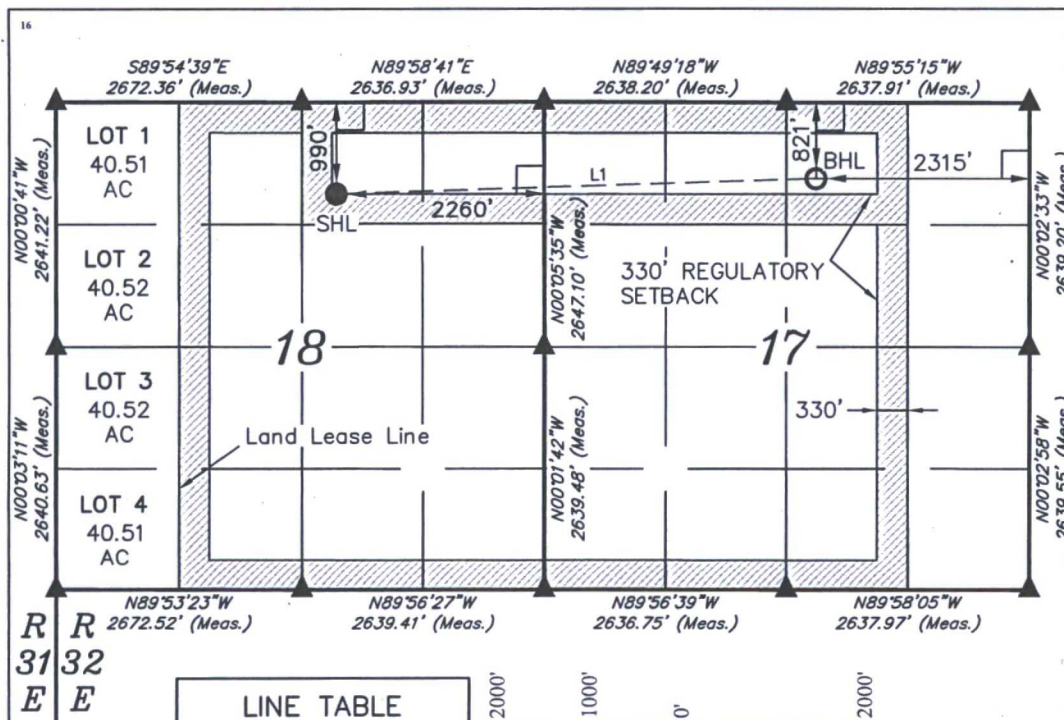 16
S89°54'39"E
2672.36' (Meas.)
N89°58'41"E
2636.93' (Meas.)
N89°49'18"W
2638.20' (Meas.)
N89°55'15"W
2637.91' (Meas.)
LOT 1
40.51
AC
990'
821'
BHL
2315'
L1
SHL
2260'
N00°00'41"W
2641.22' (Meas.)
LOT 2
40.52
AC
N00°05'35"W
2647.10' (Meas.)
330' REGULATORY
SETBACK
N00°02'33"W
2639.20' (Meas.)
18
17
LOT 3
40.52
AC
330'
Land Lease Line
N00°03'11"W
2640.63' (Meas.)
LOT 4
40.51
AC
N00°01'42"W
2639.48' (Meas.)
N00°02'58"W
2639.55' (Meas.)
N89°53'23"W
2672.52' (Meas.)
N89°56'27"W
2639.41' (Meas.)
N89°56'39"W
2636.75' (Meas.)
N89°58'05"W
2637.97' (Meas.)
R R
31 32
E E
LINE TABLE
2000'
1000'
0'
2000'